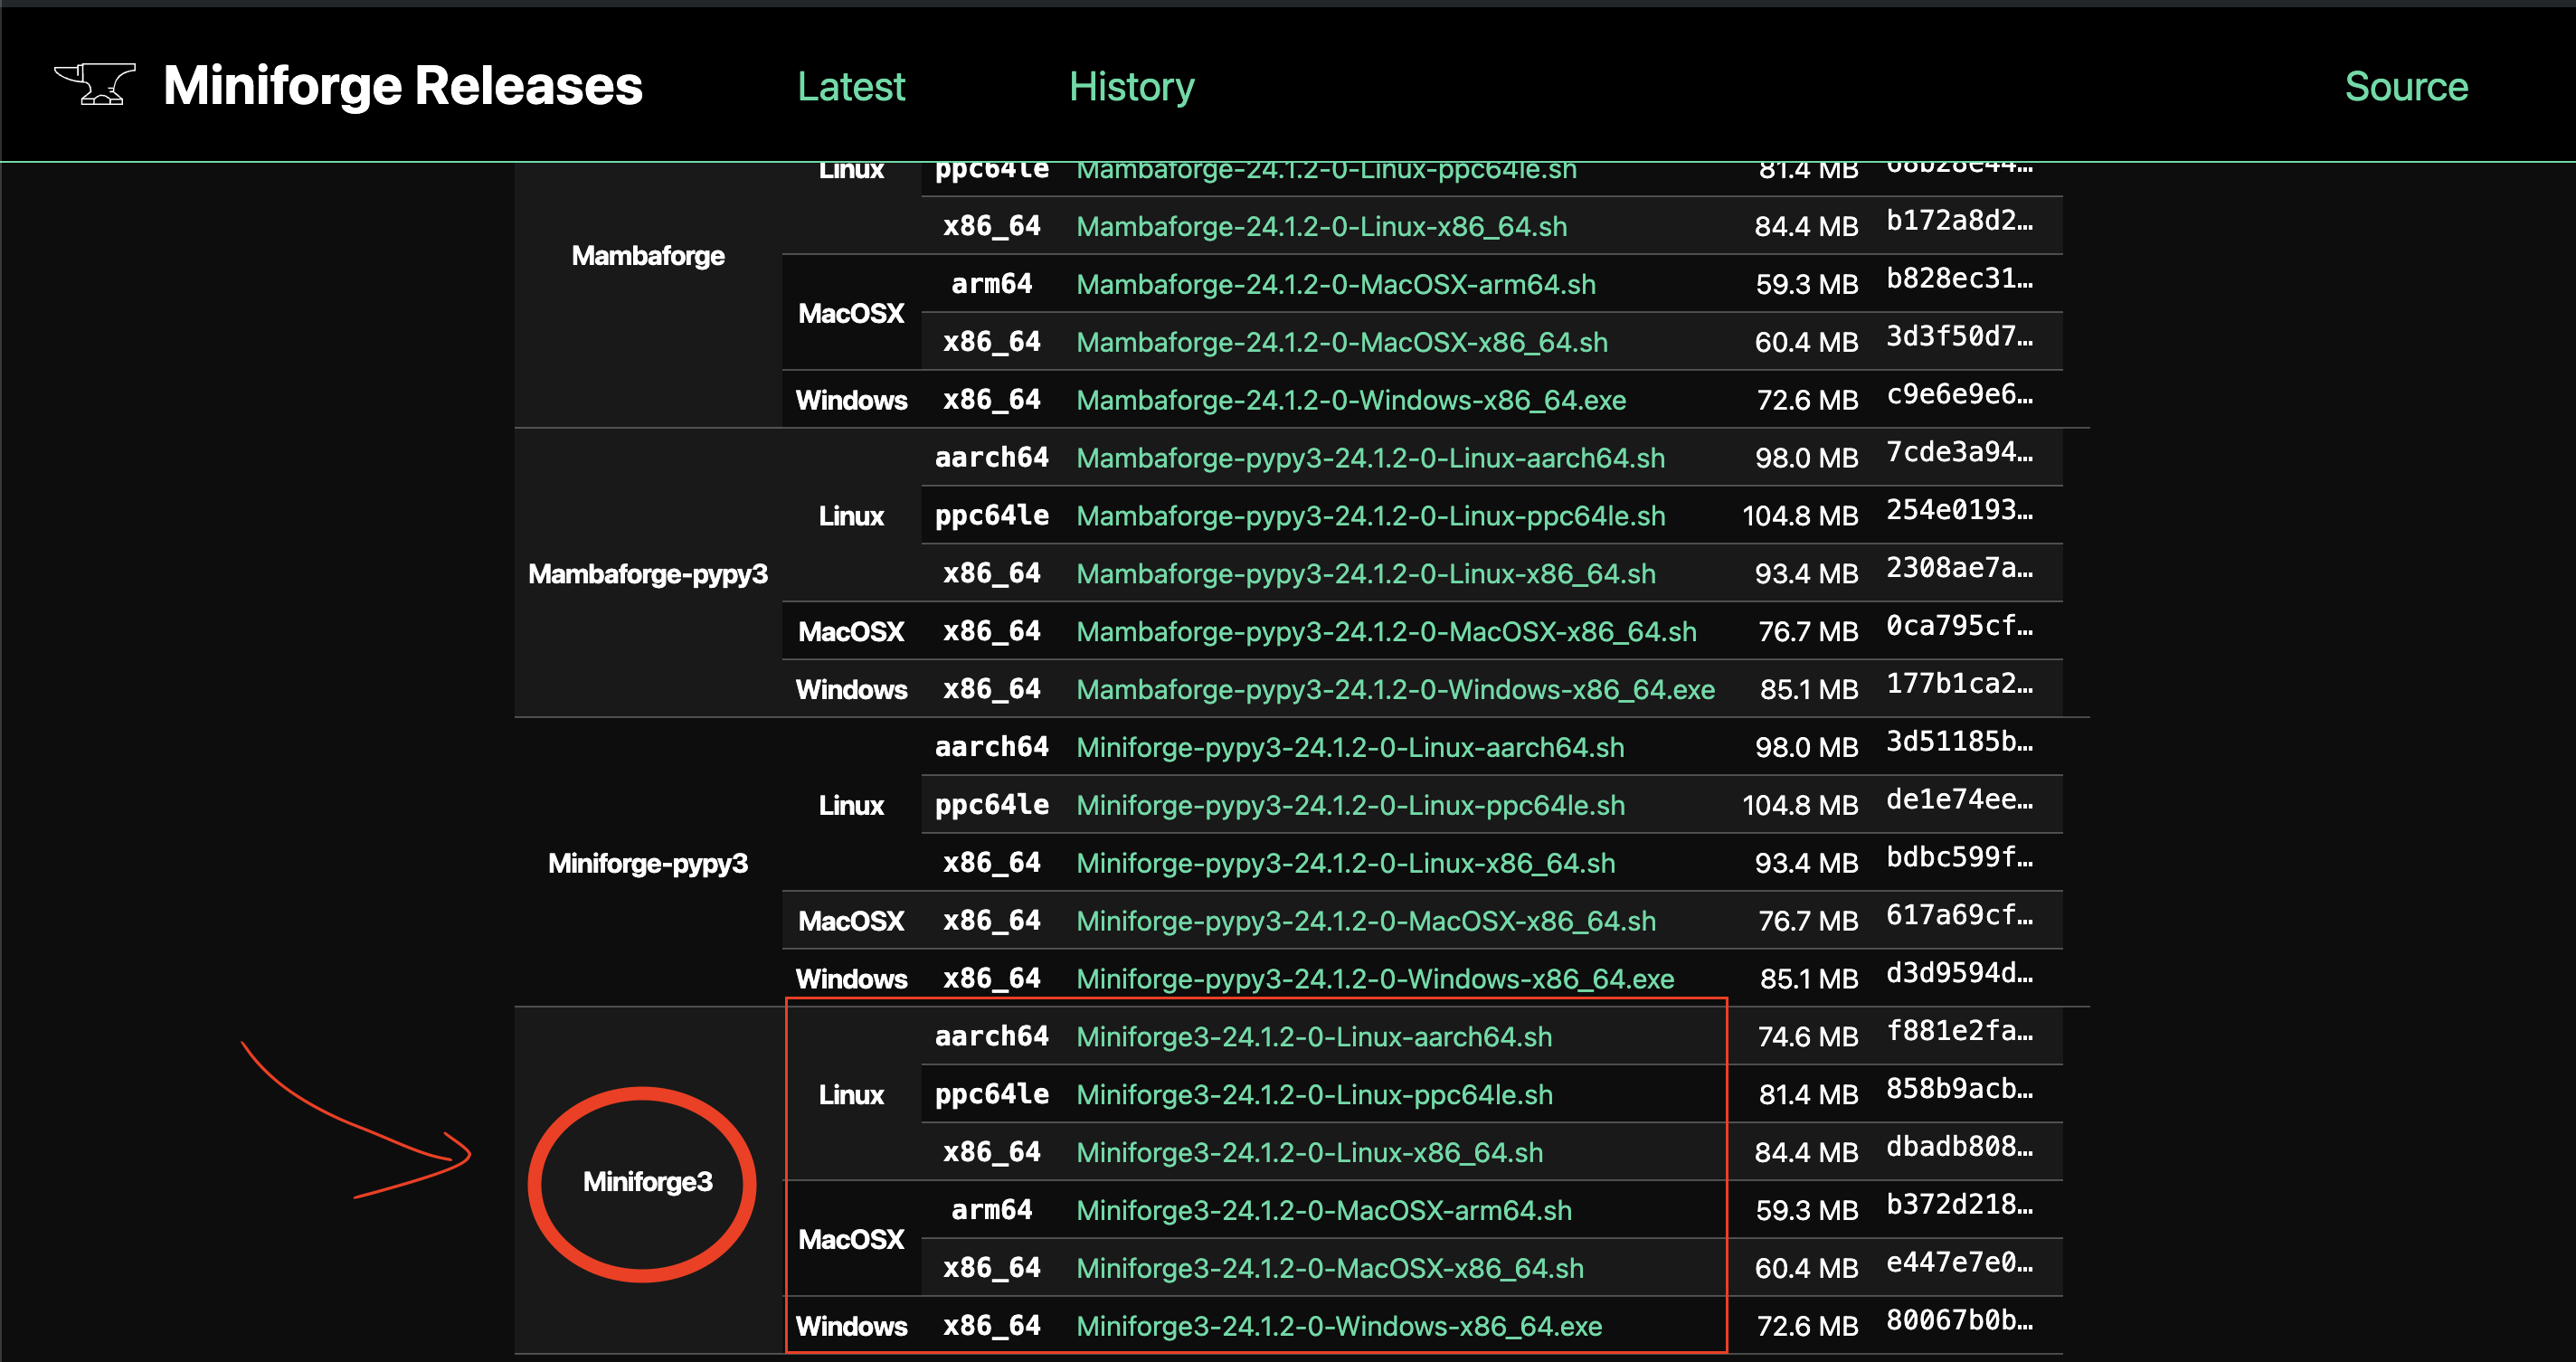 Miniforge Releases Latest History Source
Linux ppc64le Mambaforge-24.1.2-0-Linux-ppc64le.sh 81.4 MB 68b28e44…
x86_64 Mambaforge-24.1.2-0-Linux-x86_64.sh 84.4 MB b172a8d2…
Mambaforge
arm64 Mambaforge-24.1.2-0-MacOSX-arm64.sh 59.3 MB b828ec31…
MacOSX
x86_64 Mambaforge-24.1.2-0-MacOSX-x86_64.sh 60.4 MB 3d3f50d7…
Windows x86_64 Mambaforge-24.1.2-0-Windows-x86_64.exe 72.6 MB c9e6e9e6…
aarch64 Mambaforge-pypy3-24.1.2-0-Linux-aarch64.sh 98.0 MB 7cde3a94…
Linux ppc64le Mambaforge-pypy3-24.1.2-0-Linux-ppc64le.sh 104.8 MB 254e0193…
Mambaforge-pypy3 x86_64 Mambaforge-pypy3-24.1.2-0-Linux-x86_64.sh 93.4 MB 2308ae7a…
MacOSX x86_64 Mambaforge-pypy3-24.1.2-0-MacOSX-x86_64.sh 76.7 MB 0ca795cf…
Windows x86_64 Mambaforge-pypy3-24.1.2-0-Windows-x86_64.exe 85.1 MB 177b1ca2…
aarch64 Miniforge-pypy3-24.1.2-0-Linux-aarch64.sh 98.0 MB 3d51185b…
Linux ppc64le Miniforge-pypy3-24.1.2-0-Linux-ppc64le.sh 104.8 MB de1e74ee…
Miniforge-pypy3 x86_64 Miniforge-pypy3-24.1.2-0-Linux-x86_64.sh 93.4 MB bdbc599f…
MacOSX x86_64 Miniforge-pypy3-24.1.2-0-MacOSX-x86_64.sh 76.7 MB 617a69cf…
Windows x86_64 Miniforge-pypy3-24.1.2-0-Windows-x86_64.exe 85.1 MB d3d9594d…
aarch64 Miniforge3-24.1.2-0-Linux-aarch64.sh 74.6 MB f881e2fa…
Linux ppc64le Miniforge3-24.1.2-0-Linux-ppc64le.sh 81.4 MB 858b9acb…
x86_64 Miniforge3-24.1.2-0-Linux-x86_64.sh 84.4 MB dbadb808…
Miniforge3
arm64 Miniforge3-24.1.2-0-MacOSX-arm64.sh 59.3 MB b372d218…
MacOSX
x86_64 Miniforge3-24.1.2-0-MacOSX-x86_64.sh 60.4 MB e447e7e0…
Windows x86_64 Miniforge3-24.1.2-0-Windows-x86_64.exe 72.6 MB 80067b0b…